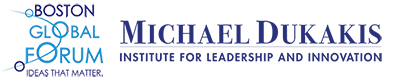 BOSTON
GLOBAL
FORUM
IDEAS THAT MATTER.
MICHAEL DUKAKIS
INSTITUTE FOR LEADERSHIP AND INNOVATION